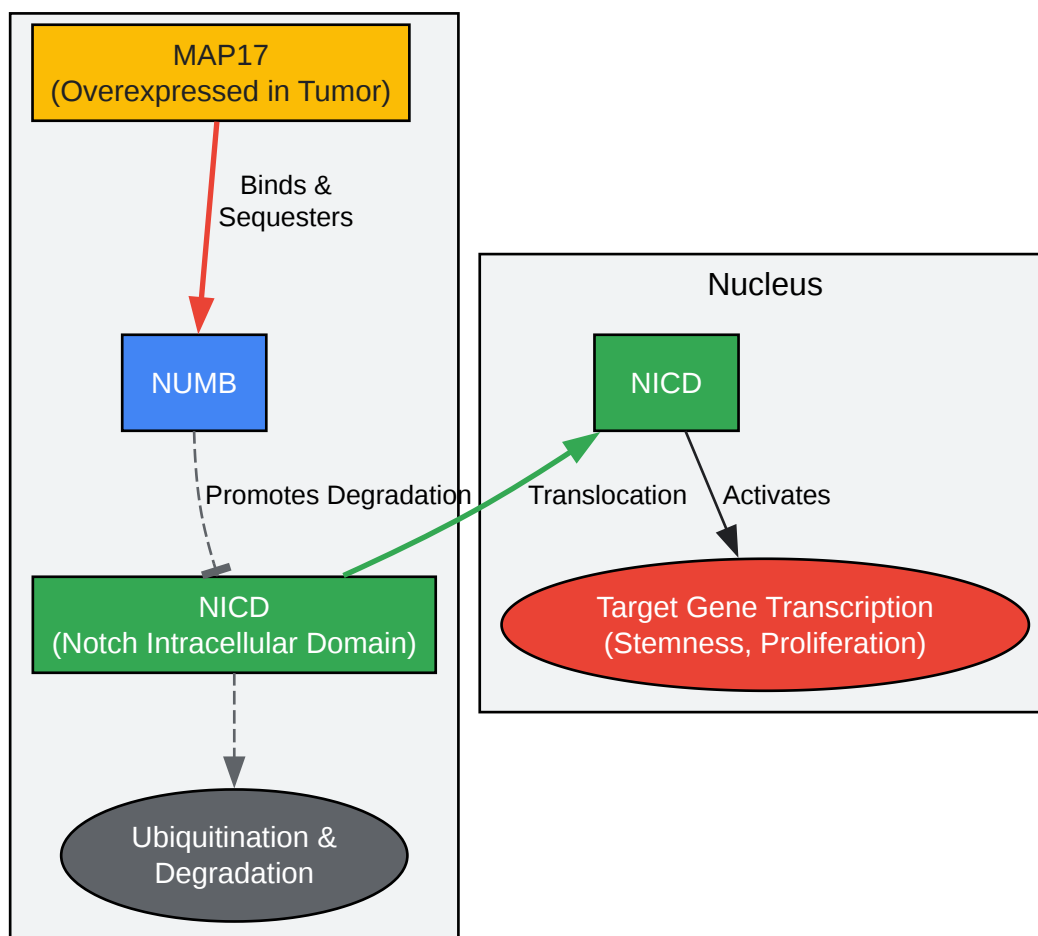 MAP17
(Overexpressed in Tumor)
Binds &
Sequesters
Nucleus
NUMB
NICD
Promotes Degradation
Translocation
Activates
NICD
(Notch Intracellular Domain)
Target Gene Transcription
(Stemness, Proliferation)
Ubiquitination &
Degradation